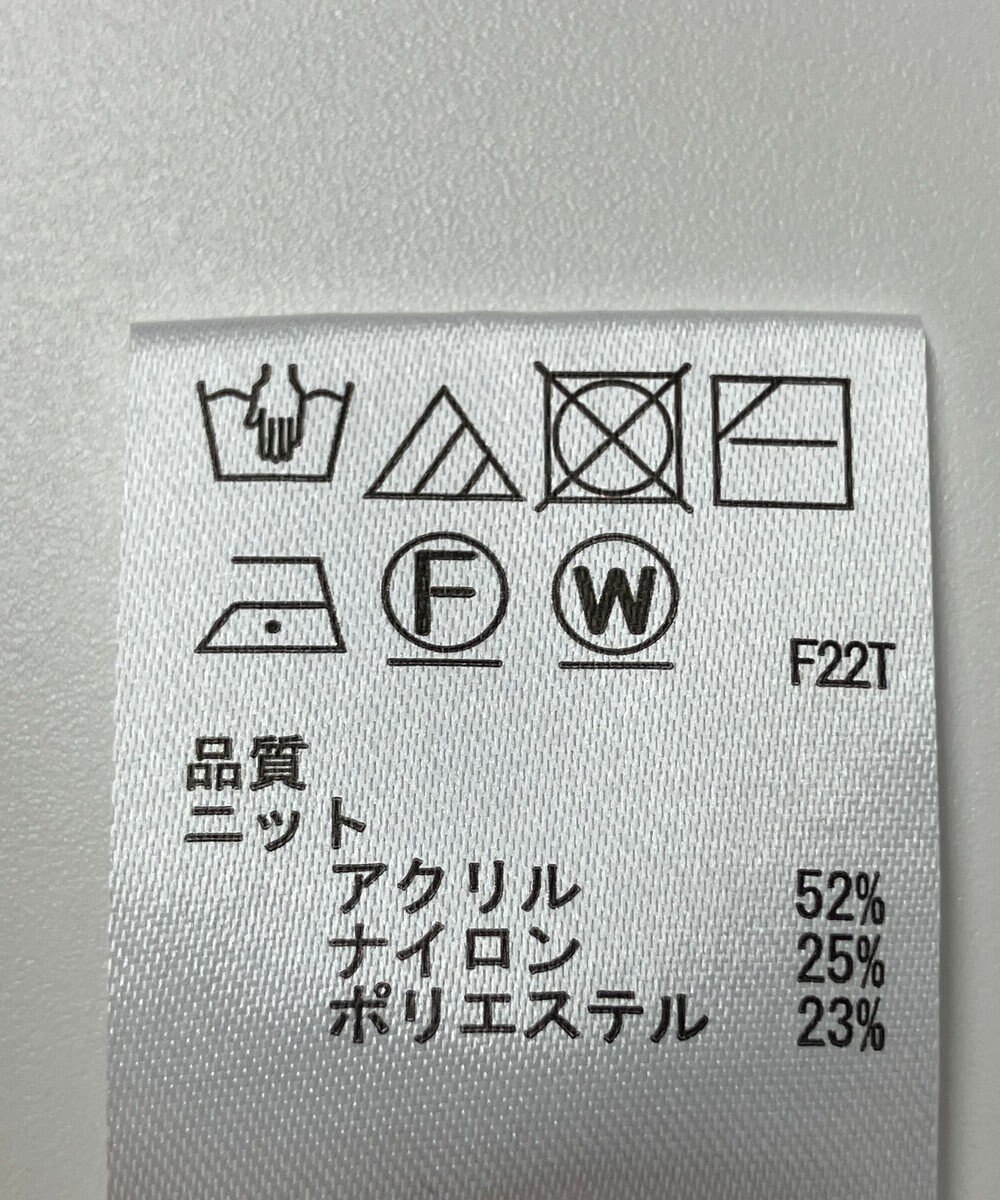 F W
F22T
品質
ニット
アクリル 52%
ナイロン 25%
ポリエステル 23%